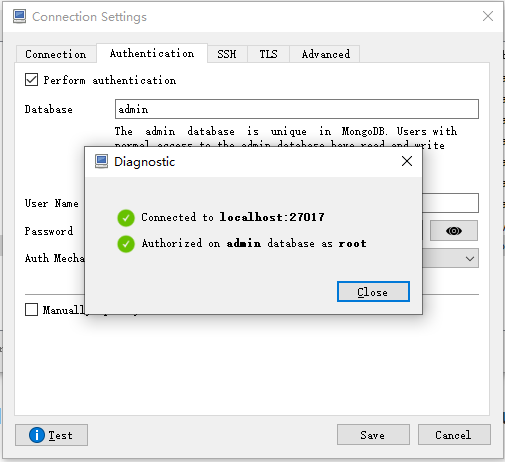 Connection Settings
Connection Authentication SSH TLS Advanced
Perform authentication
Database admin
The admin database is unique in MongoDB. Users with
normal access to the admin database have read and write
Diagnostic
User Name
Connected to localhost:27017
Password
Authorized on admin database as root
Auth Mecha
Close
Manually
Test Save Cancel